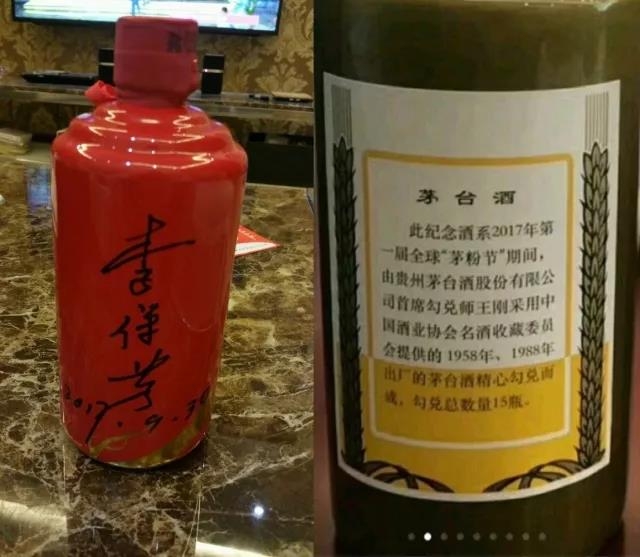 李保芳
2017.9.30
茅台酒
此纪念酒系2017年第
一届全球“茅粉节”期间，
由贵州茅台酒股份有限公
司首席勾兑师王刚采用中
国酒业协会名酒收藏委员
会提供的1958年、1988年
出厂的茅台酒精心勾兑而
成，勾兑总数量15瓶。